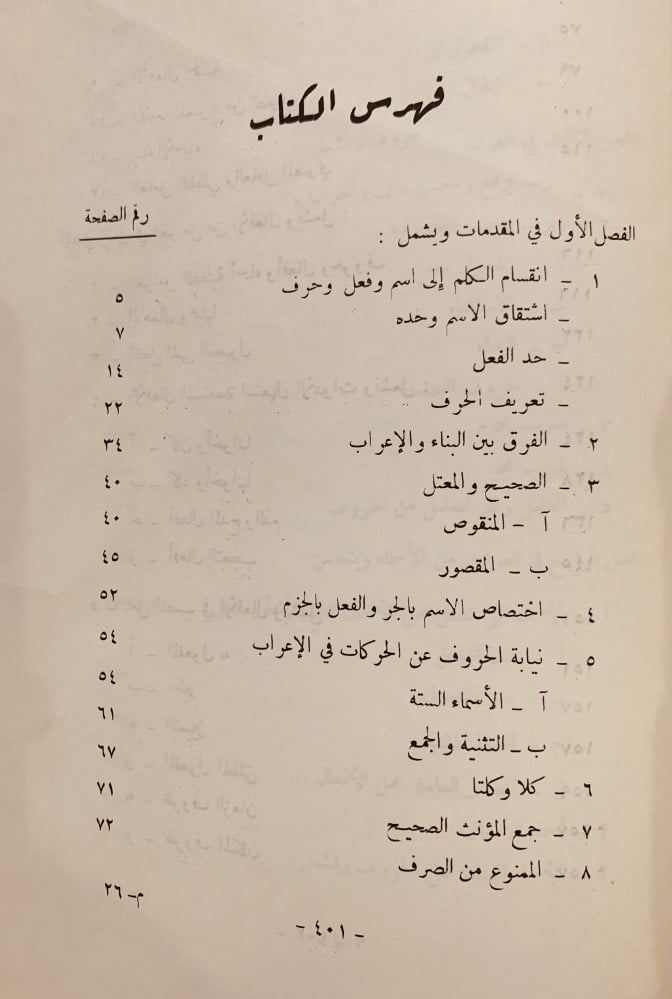 فهرس الكتاب
رقم الصفحة
الفصل الأول في المقدمات ويشمل :
١ – انقسام الكلم إلى اسم وفعل وحرف ٥
– اشتقاق الاسم وحده ٧
– حد الفعل ١٤
– تعريف الحرف ٢٢
٢ – الفرق بين البناء والإعراب ٣٤
٣ – الصحيح والمعتل ٤٠
آ – المنقوص ٤٠
ب – المقصور ٤٥
٤ – اختصاص الاسم بالجر والفعل بالجزم ٥٢
٥ – نيابة الحروف عن الحركات في الإعراب ٥٤
آ – الأسماء الستة ٥٤
ب – التثنية والجمع ٦١
٦ – كلا وكلتا ٦٧
٧ – جمع المؤنث الصحيح ٧١
٨ – الممنوع من الصرف ٧٢
م–٢٦
– ٤٠١ –